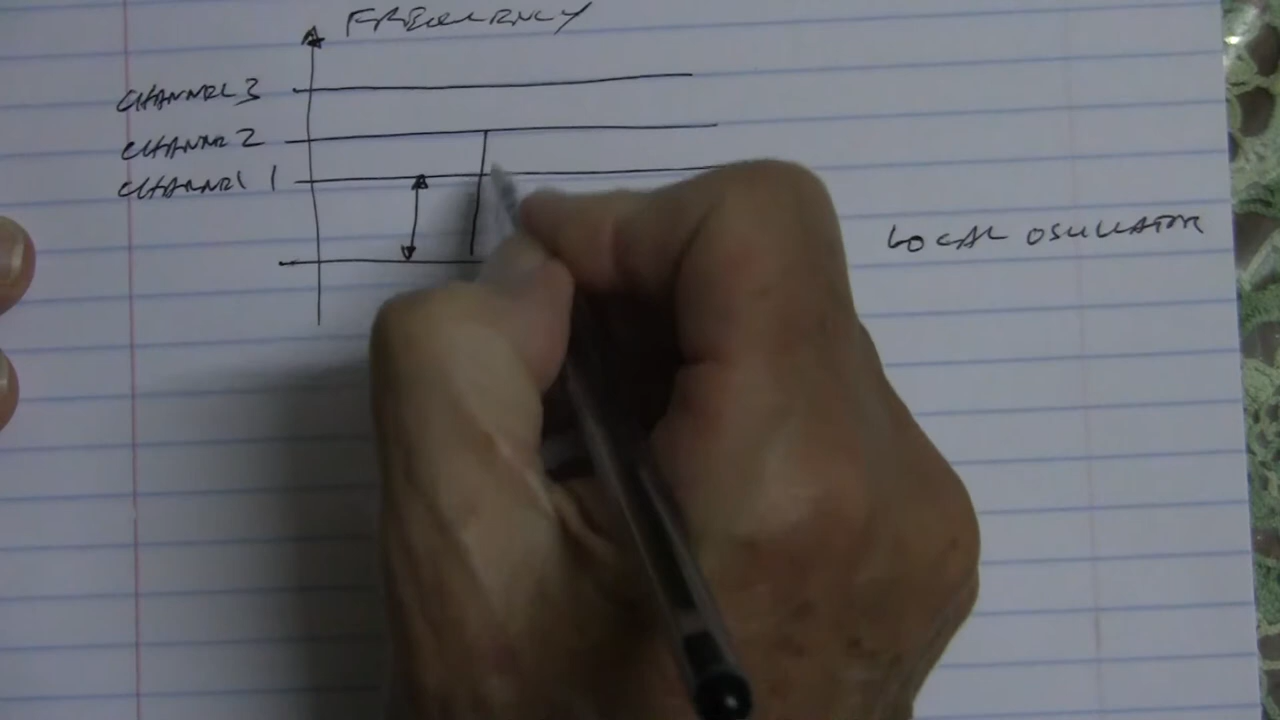 FREQUENCY
CHANNEL 3
CHANNEL 2
CHANNEL 1
LOCAL OSCILLATOR